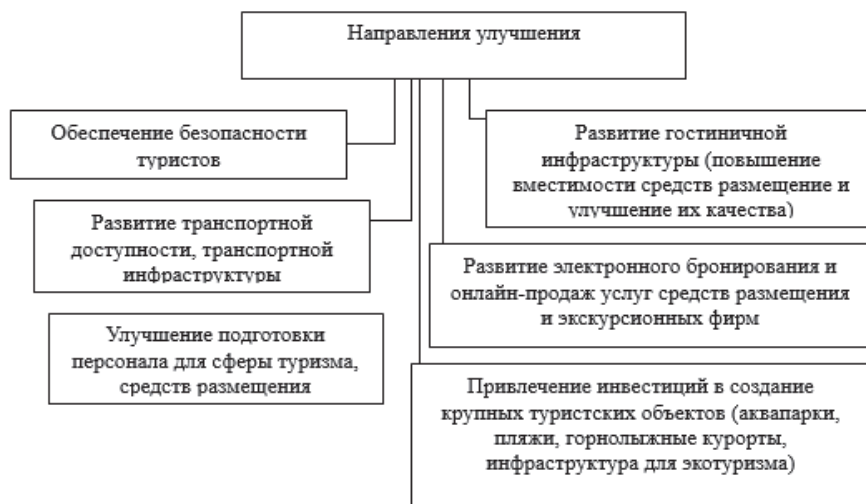 Направления улучшения
Обеспечение безопасности
туристов
Развитие транспортной
доступности, транспортной
инфраструктуры
Улучшение подготовки
персонала для сферы туризма,
средств размещения
Развитие гостиничной
инфраструктуры (повышение
вместимости средств размещение и
улучшение их качества)
Развитие электронного бронирования и
онлайн-продаж услуг средств размещения
и экскурсионных фирм
Привлечение инвестиций в создание
крупных туристских объектов (аквапарки,
пляжи, горнолыжные курорты,
инфраструктура для экотуризма)